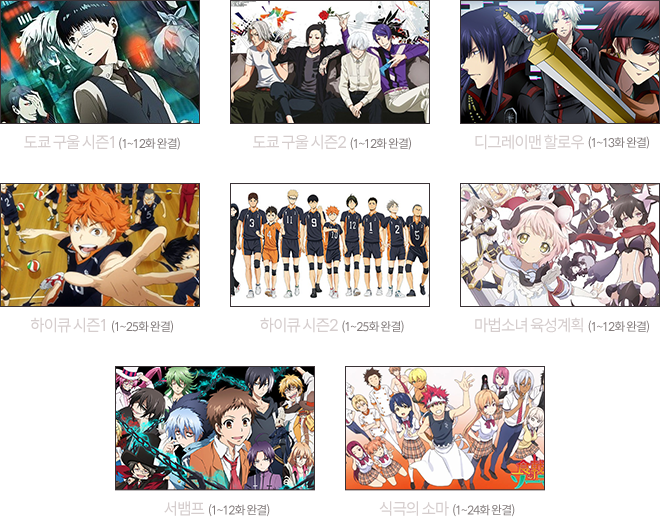 도쿄 구울 시즌1 (1~12화 완결)
도쿄 구울 시즌2 (1~12화 완결)
디그레이맨 할로우 (1~13화 완결)
하이큐 시즌1 (1~25화 완결)
하이큐 시즌2 (1~25화 완결)
마법소녀 육성계획 (1~12화 완결)
서뱀프 (1~12화 완결)
식극의 소마 (1~24화 완결)